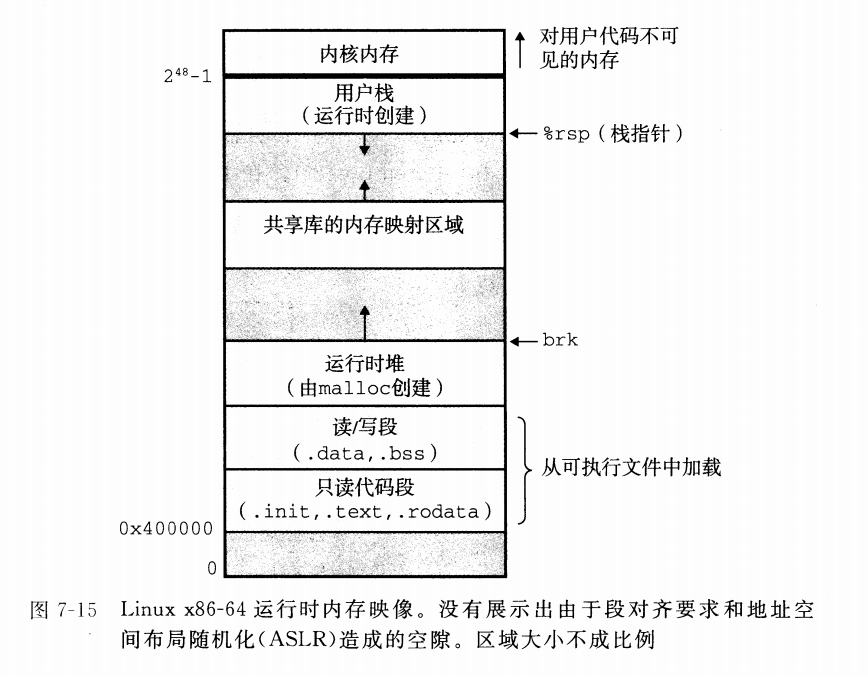 内核内存
对用户代码不可
见的内存
2⁴⁸-1
用户栈
(运行时创建)
%rsp(栈指针)
共享库的内存映射区域
brk
运行时堆
(由malloc创建)
读/写段
(.data,.bss)
从可执行文件中加载
只读代码段
(.init,.text,.rodata)
0x400000
0
图 7-15 Linux x86-64 运行时内存映像。没有展示出由于段对齐要求和地址空
间布局随机化(ASLR)造成的空隙。区域大小不成比例